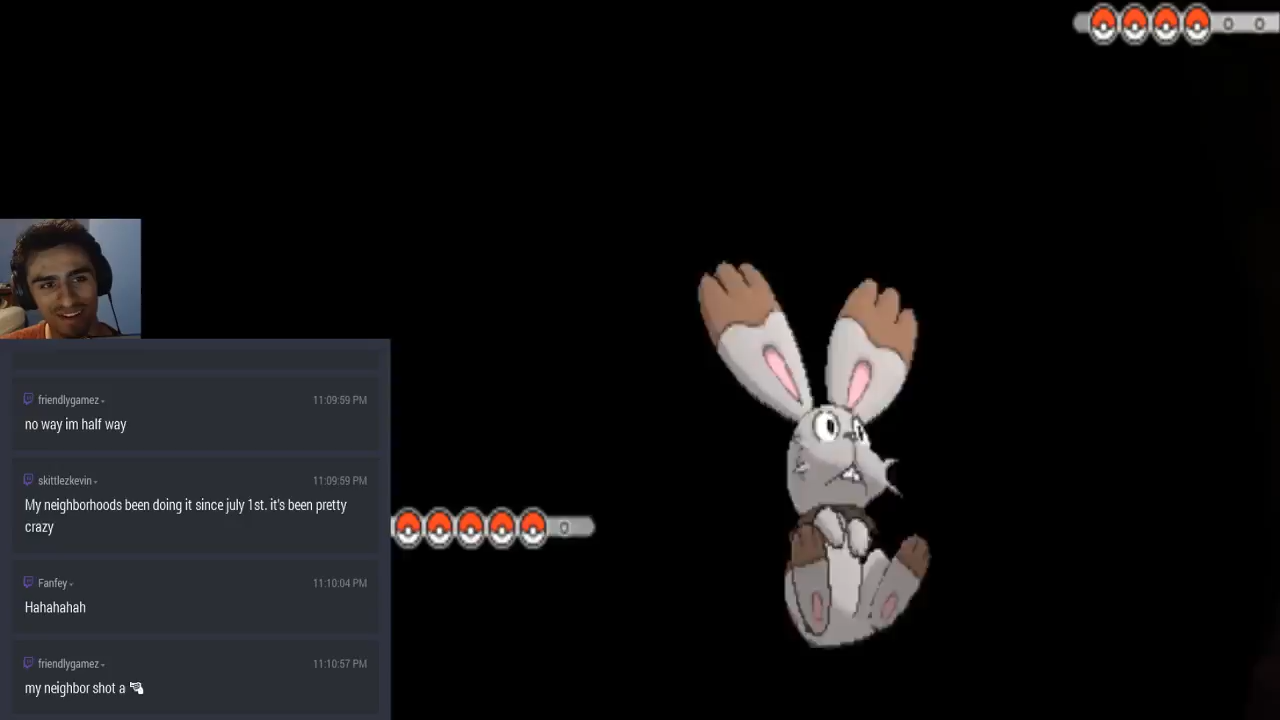 friendlygamez
11:09:59 PM
no way im half way
skittlezkevin
11:09:59 PM
My neighborhoods been doing it since july 1st. it's been pretty
crazy
Fanfey
11:10:04 PM
Hahahahah
friendlygamez
11:10:57 PM
my neighbor shot a 🔫